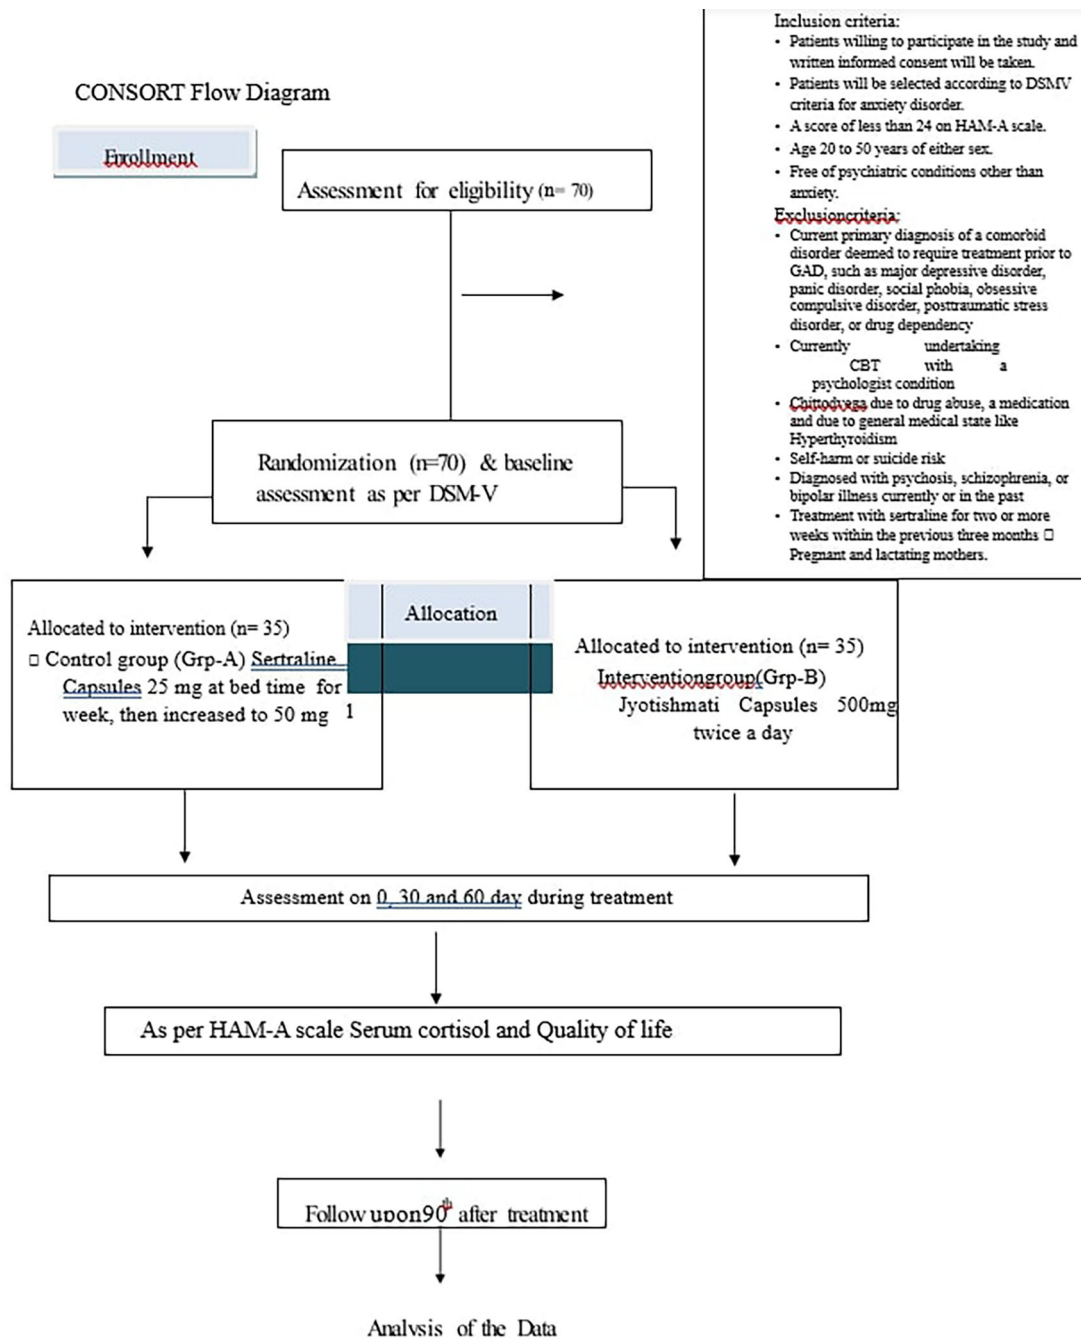 CONSORT Flow Diagram
Enrollment
Assessment for eligibility (n= 70)
Inclusion criteria:
• Patients willing to participate in the study and
written informed consent will be taken.
• Patients will be selected according to DSMV
criteria for anxiety disorder.
• A score of less than 24 on HAM-A scale.
• Age 20 to 50 years of either sex.
• Free of psychiatric conditions other than
anxiety.
Exclusioncriteria:
• Current primary diagnosis of a comorbid
disorder deemed to require treatment prior to
GAD, such as major depressive disorder,
panic disorder, social phobia, obsessive
compulsive disorder, posttraumatic stress
disorder, or drug dependency
• Currently undertaking
CBT with a
psychologist condition
• Chittodvega due to drug abuse, a medication
and due to general medical state like
Hyperthyroidism
• Self-harm or suicide risk
• Diagnosed with psychosis, schizophrenia, or
bipolar illness currently or in the past
• Treatment with sertraline for two or more
weeks within the previous three months □
Pregnant and lactating mothers.
Randomization (n=70) & baseline
assessment as per DSM-V
Allocation
Allocated to intervention (n= 35)
□ Control group (Grp-A) Sertraline
Capsules 25 mg at bed time for
week, then increased to 50 mg 1
Allocated to intervention (n= 35)
Interventiongroup(Grp-B)
Jyotishmati Capsules 500mg
twice a day
Assessment on 0, 30 and 60 day during treatment
As per HAM-A scale Serum cortisol and Quality of life
Follow upon90th after treatment
Analysis of the Data